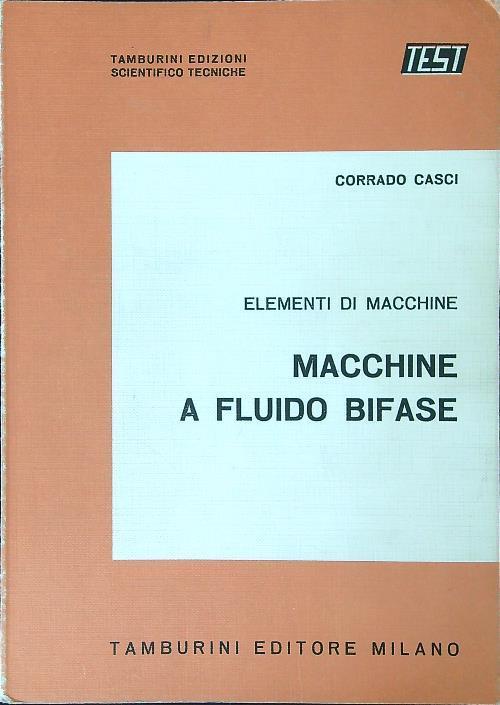 TAMBURINI EDIZIONI
SCIENTIFICO TECNICHE
TEST
CORRADO CASCI
ELEMENTI DI MACCHINE
MACCHINE
A FLUIDO BIFASE
TAMBURINI EDITORE MILANO